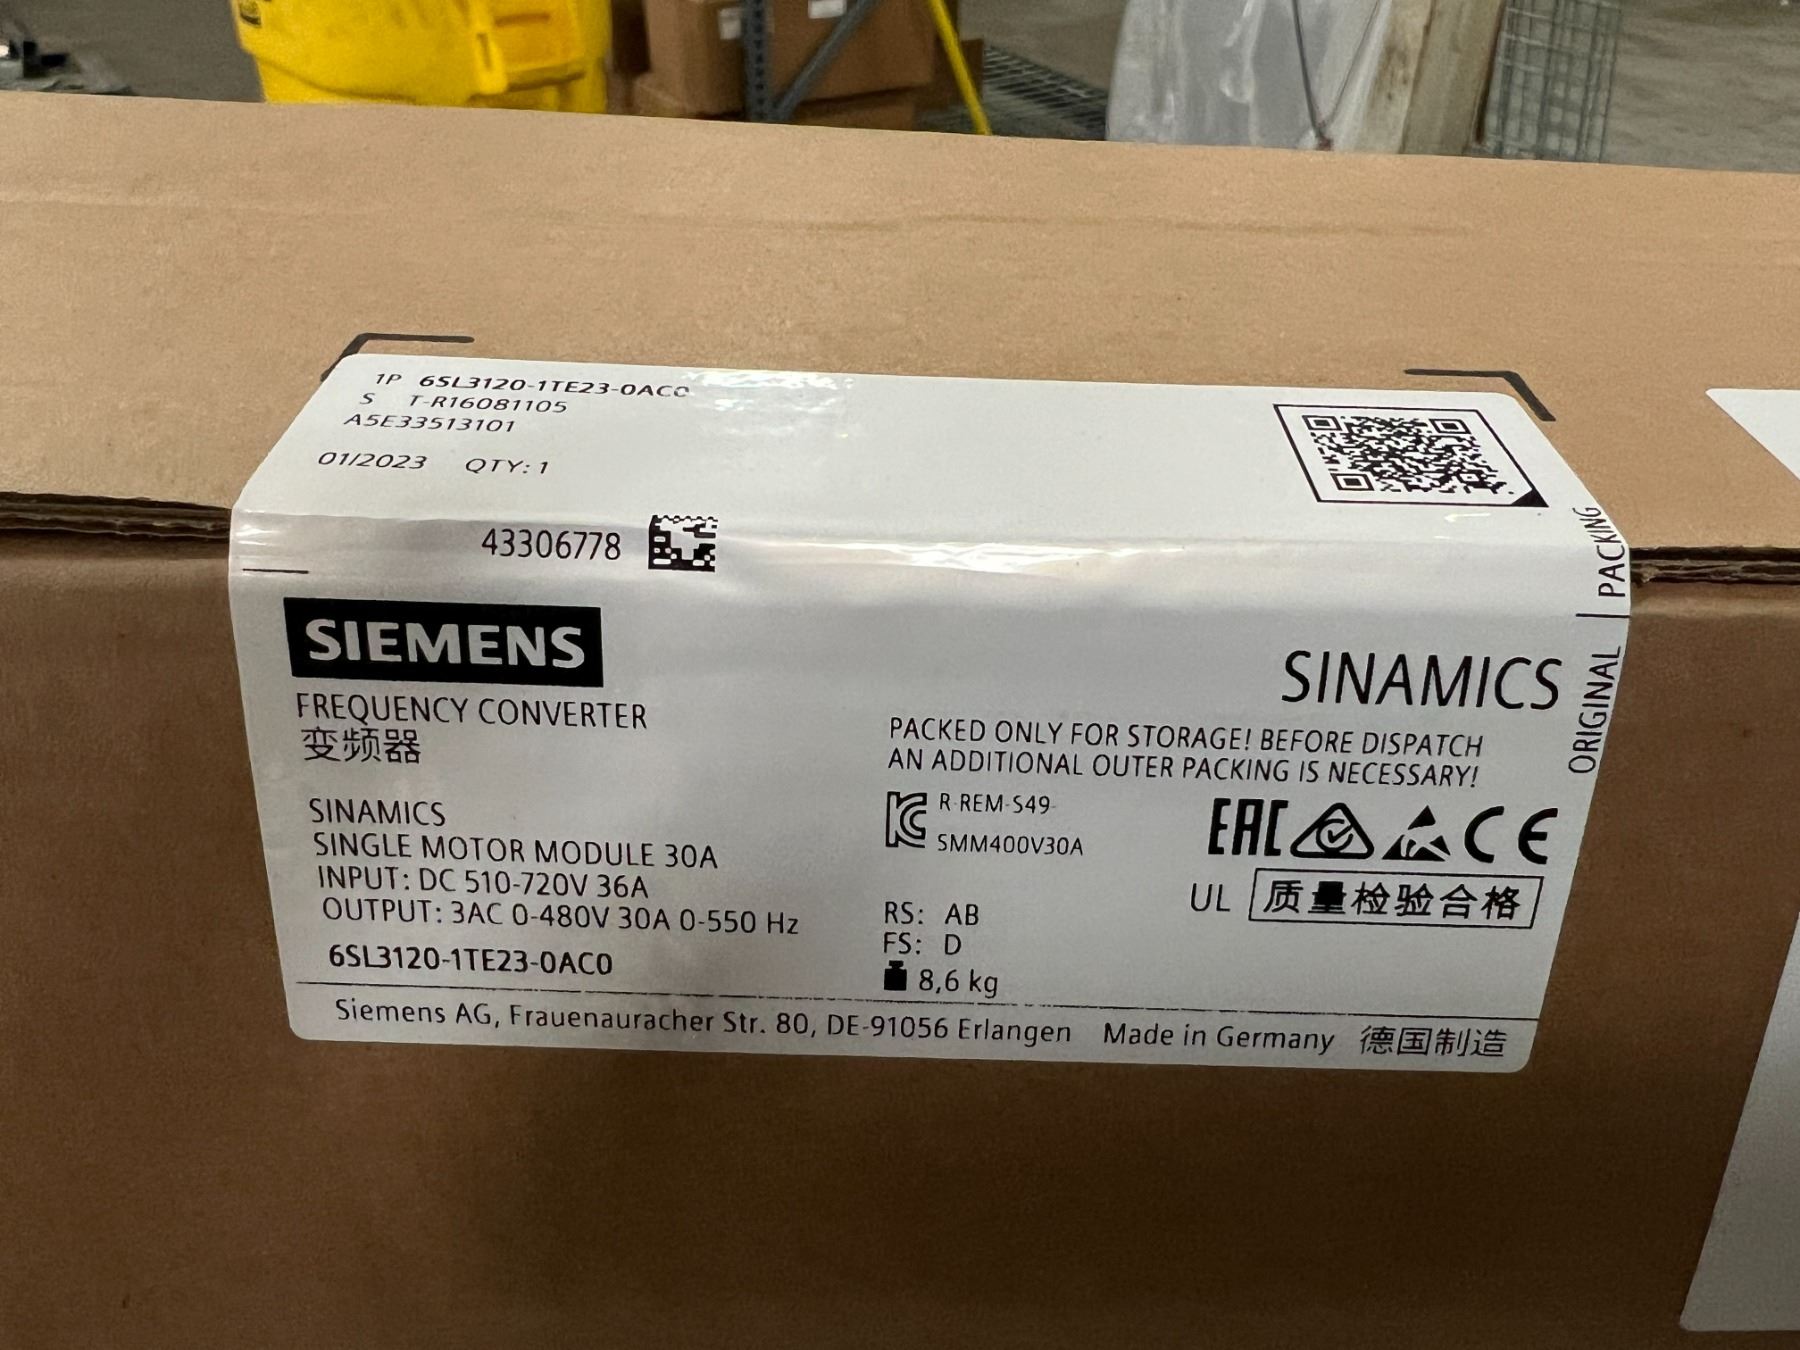 1P 6SL3120-1TE23-0AC0
S T-R16081105
A5E33513101
01/2023 QTY: 1
43306778
SIEMENS
FREQUENCY CONVERTER
变频器
SINAMICS
SINGLE MOTOR MODULE 30A
INPUT: DC 510-720V 36A
OUTPUT: 3AC 0-480V 30A 0-550 Hz
6SL3120-1TE23-0AC0
SINAMICS
PACKED ONLY FOR STORAGE! BEFORE DISPATCH
AN ADDITIONAL OUTER PACKING IS NECESSARY!
R-REM-S49-
SMM400V30A
EAC CE
UL 质量检验合格
RS: AB
FS: D
8,6 kg
ORIGINAL | PACKING
Siemens AG, Frauenauracher Str. 80, DE-91056 Erlangen Made in Germany 德国制造